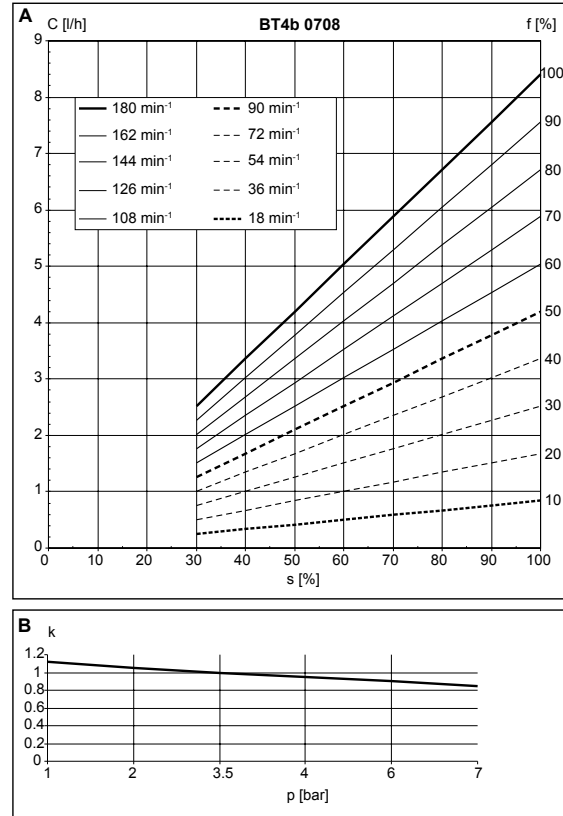 A C [l/h] BT4b 0708 f [%]
9
8
7
6
5
4
3
2
1
0
100
90
80
70
60
50
40
30
20
10
180 min-1 90 min-1
162 min-1 72 min-1
144 min-1 54 min-1
126 min-1 36 min-1
108 min-1 18 min-1
0 10 20 30 40 50 60 70 80 90 100
s [%]
B k
1.2
1
0.8
0.6
0.4
0.2
0
1 2 3.5 4 6 7
p [bar]